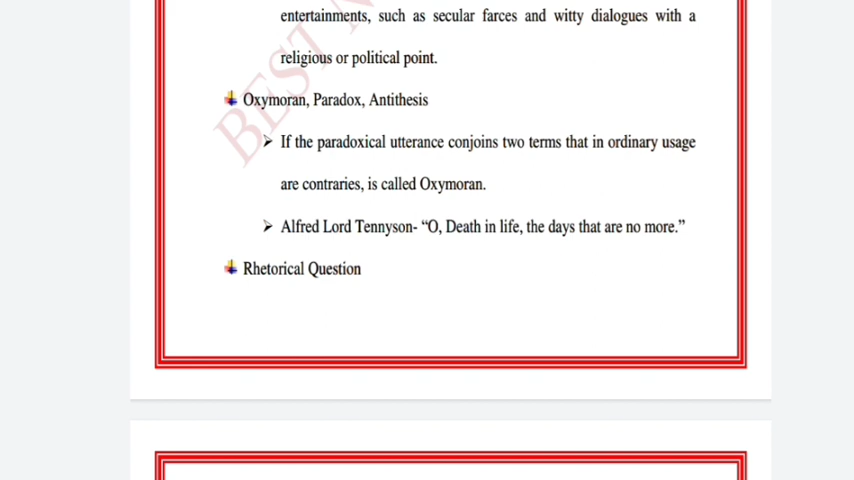 entertainments, such as secular farces and witty dialogues with a
religious or political point.
Oxymoran, Paradox, Antithesis
If the paradoxical utterance conjoins two terms that in ordinary usage
are contraries, is called Oxymoran.
Alfred Lord Tennyson- “O, Death in life, the days that are no more.”
Rhetorical Question
BEST